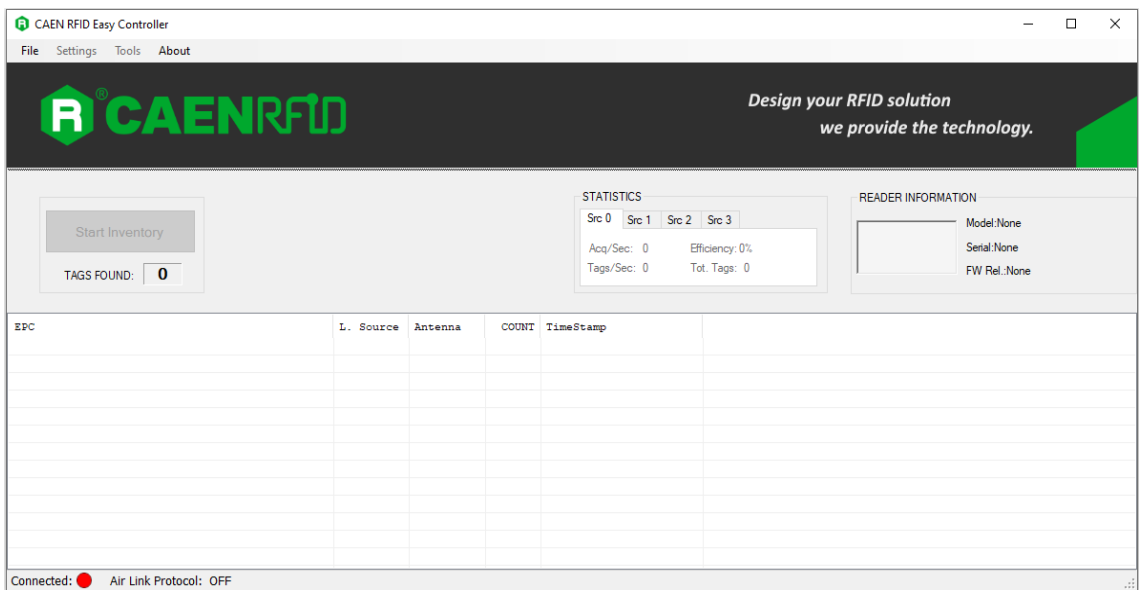 CAEN RFID Easy Controller
File Settings Tools About
R®CAENRFID
Design your RFID solution
we provide the technology.
Start Inventory
TAGS FOUND: 0
STATISTICS
Src 0 Src 1 Src 2 Src 3
Acq/Sec: 0 Efficiency: 0%
Tags/Sec: 0 Tot. Tags: 0
READER INFORMATION
Model:None
Serial:None
FW Rel.:None
EPC L. Source Antenna COUNT TimeStamp
Connected: Air Link Protocol: OFF